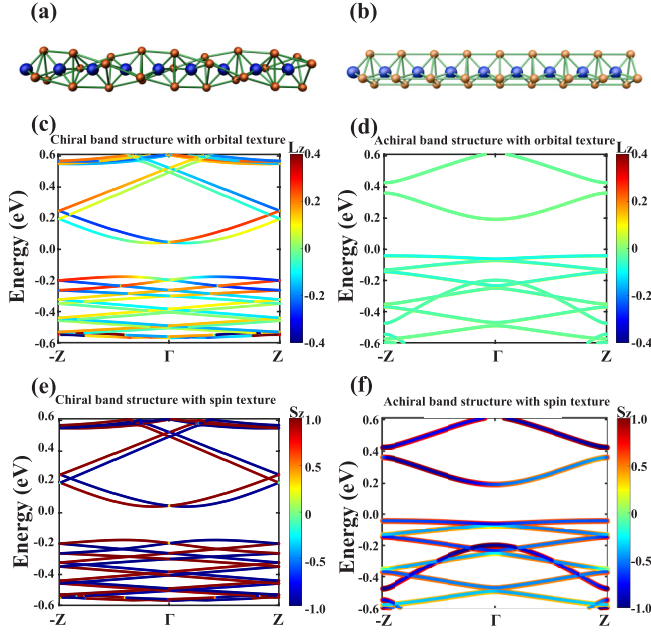 (a) (b)
(c) (d)
Chiral band structure with orbital texture Achiral band structure with orbital texture
Lz Lz
0.6 0.4 0.6 0.4
0.4 0.4
0.2 0.2 0.2 0.2
0.0 0 0.0 0
-0.2 -0.2 -0.2 -0.2
-0.4 -0.4
-0.6 -0.4 -0.6 -0.4
Energy (eV) Energy (eV)
-Z Γ Z -Z Γ Z
(e) (f)
Chiral band structure with spin texture Achiral band structure with spin texture
Sz Sz
0.6 1.0 0.6 1.0
0.4 0.4
0.2 0.5 0.2 0.5
0.0 0 0.0 0
-0.2 -0.5 -0.2 -0.5
-0.4 -0.4
-0.6 -1.0 -0.6 -1.0
Energy (eV) Energy (eV)
-Z Γ Z -Z Γ Z